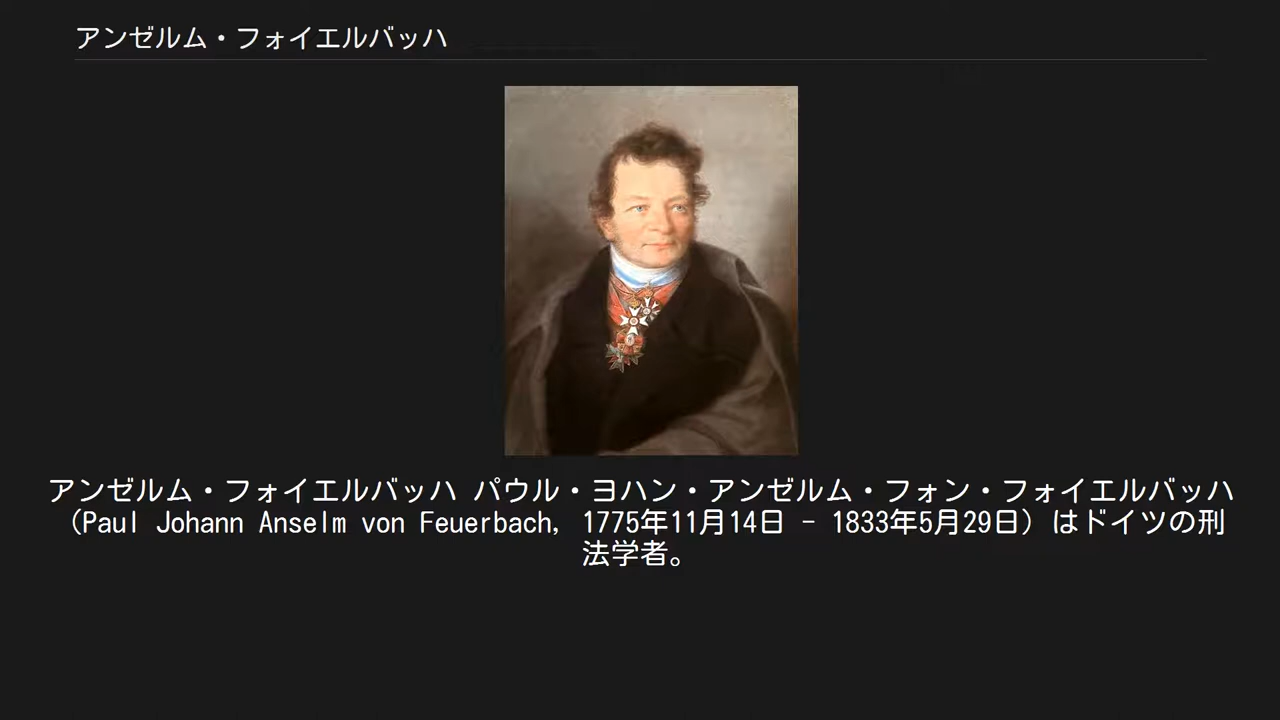 アンゼルム・フォイエルバッハ
アンゼルム・フォイエルバッハ パウル・ヨハン・アンゼルム・フォン・フォイエルバッハ
（Paul Johann Anselm von Feuerbach, 1775年11月14日 - 1833年5月29日）はドイツの刑
法学者。